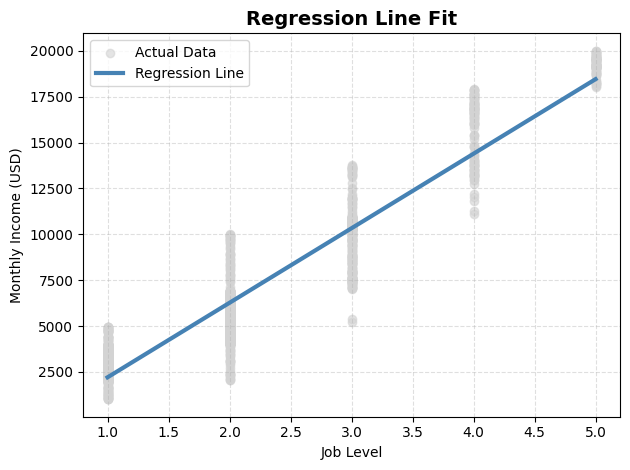 Regression Line Fit
Actual Data
Regression Line
20000
17500
15000
12500
10000
7500
5000
2500
Monthly Income (USD)
1.0 1.5 2.0 2.5 3.0 3.5 4.0 4.5 5.0
Job Level